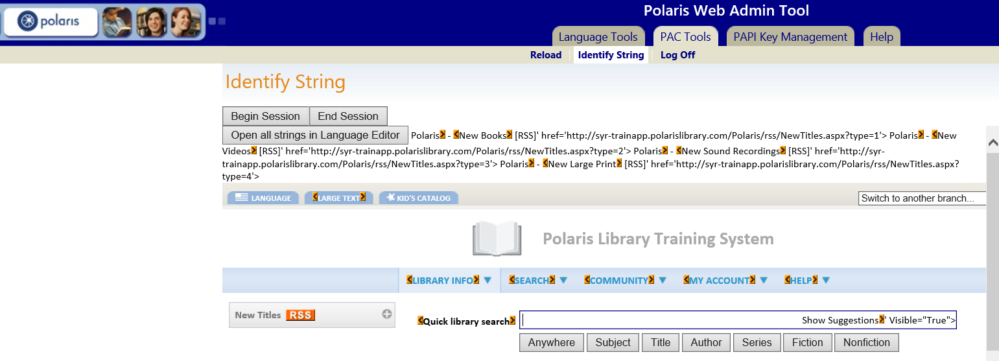 polaris
Polaris Web Admin Tool
Language Tools PAC Tools PAPI Key Management Help
Reload Identify String Log Off
Identify String
Begin Session End Session
Open all strings in Language Editor Polaris> - <New Books> [RSS]' href='http://syr-trainapp.polarislibrary.com/Polaris/rss/NewTitles.aspx?type=1'> Polaris> - <New
Videos> [RSS]' href='http://syr-trainapp.polarislibrary.com/Polaris/rss/NewTitles.aspx?type=2'> Polaris> - <New Sound Recordings> [RSS]' href='http://syr-
trainapp.polarislibrary.com/Polaris/rss/NewTitles.aspx?type=3'> Polaris> - <New Large Print> [RSS]' href='http://syr-trainapp.polarislibrary.com/Polaris/rss/NewTitles.aspx?
type=4'>
LANGUAGE <LARGE TEXT> KID'S CATALOG Switch to another branch...
Polaris Library Training System
<LIBRARY INFO> <SEARCH> <COMMUNITY> <MY ACCOUNT> <HELP>
New Titles RSS
<Quick library search> Show Suggestions>' Visible="True">
Anywhere Subject Title Author Series Fiction Nonfiction